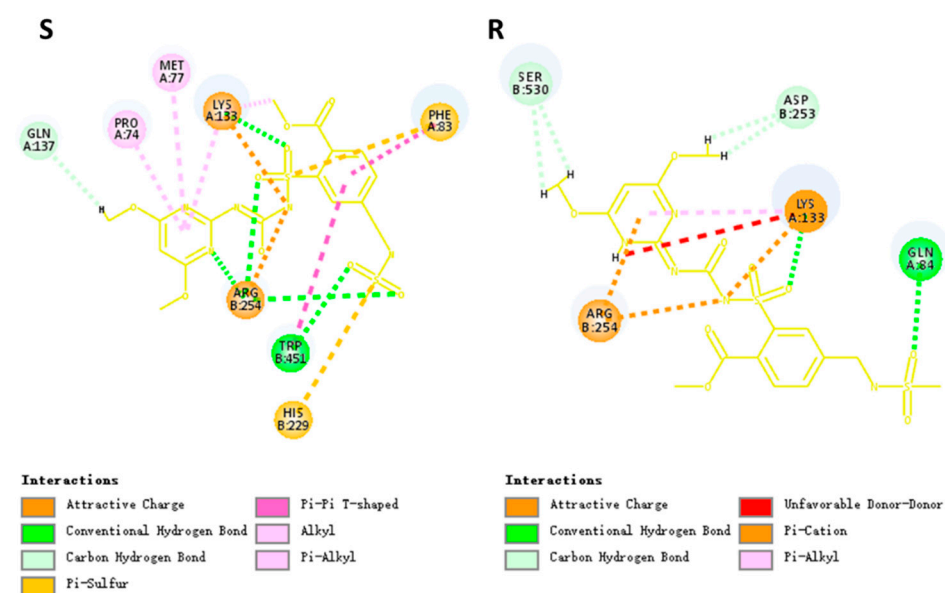 S
R
MET
A:77
LYS
A:133
PRO
A:74
GLN
A:137
PHE
A:83
ARG
B:254
TRP
B:451
HIS
B:229
SER
B:530
ASP
B:253
LYS
A:133
GLN
A:84
ARG
B:254
Interactions
Attractive Charge
Conventional Hydrogen Bond
Carbon Hydrogen Bond
Pi-Sulfur
Pi-Pi T-shaped
Alkyl
Pi-Alkyl
Interactions
Attractive Charge
Conventional Hydrogen Bond
Carbon Hydrogen Bond
Unfavorable Donor-Donor
Pi-Cation
Pi-Alkyl